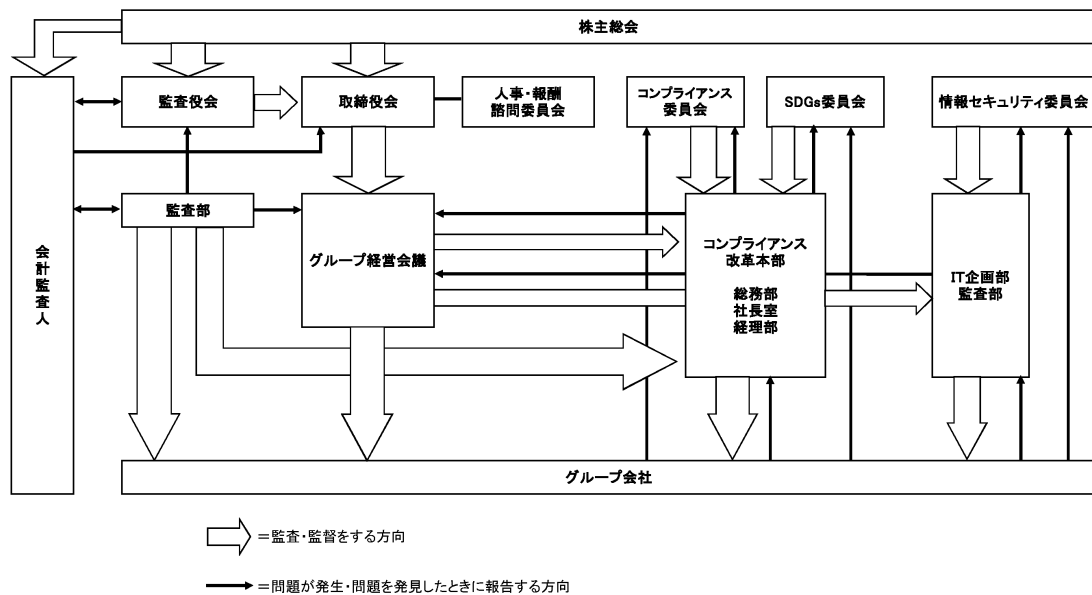 株主総会
監査役会
取締役会
人事・報酬
諮問委員会
コンプライアンス
委員会
SDGs委員会
情報セキュリティ委員会
監査部
会計監査人
グループ経営会議
コンプライアンス
改革本部
総務部
社長室
経理部
IT企画部
監査部
グループ会社
=監査・監督をする方向
=問題が発生・問題を発見したときに報告する方向